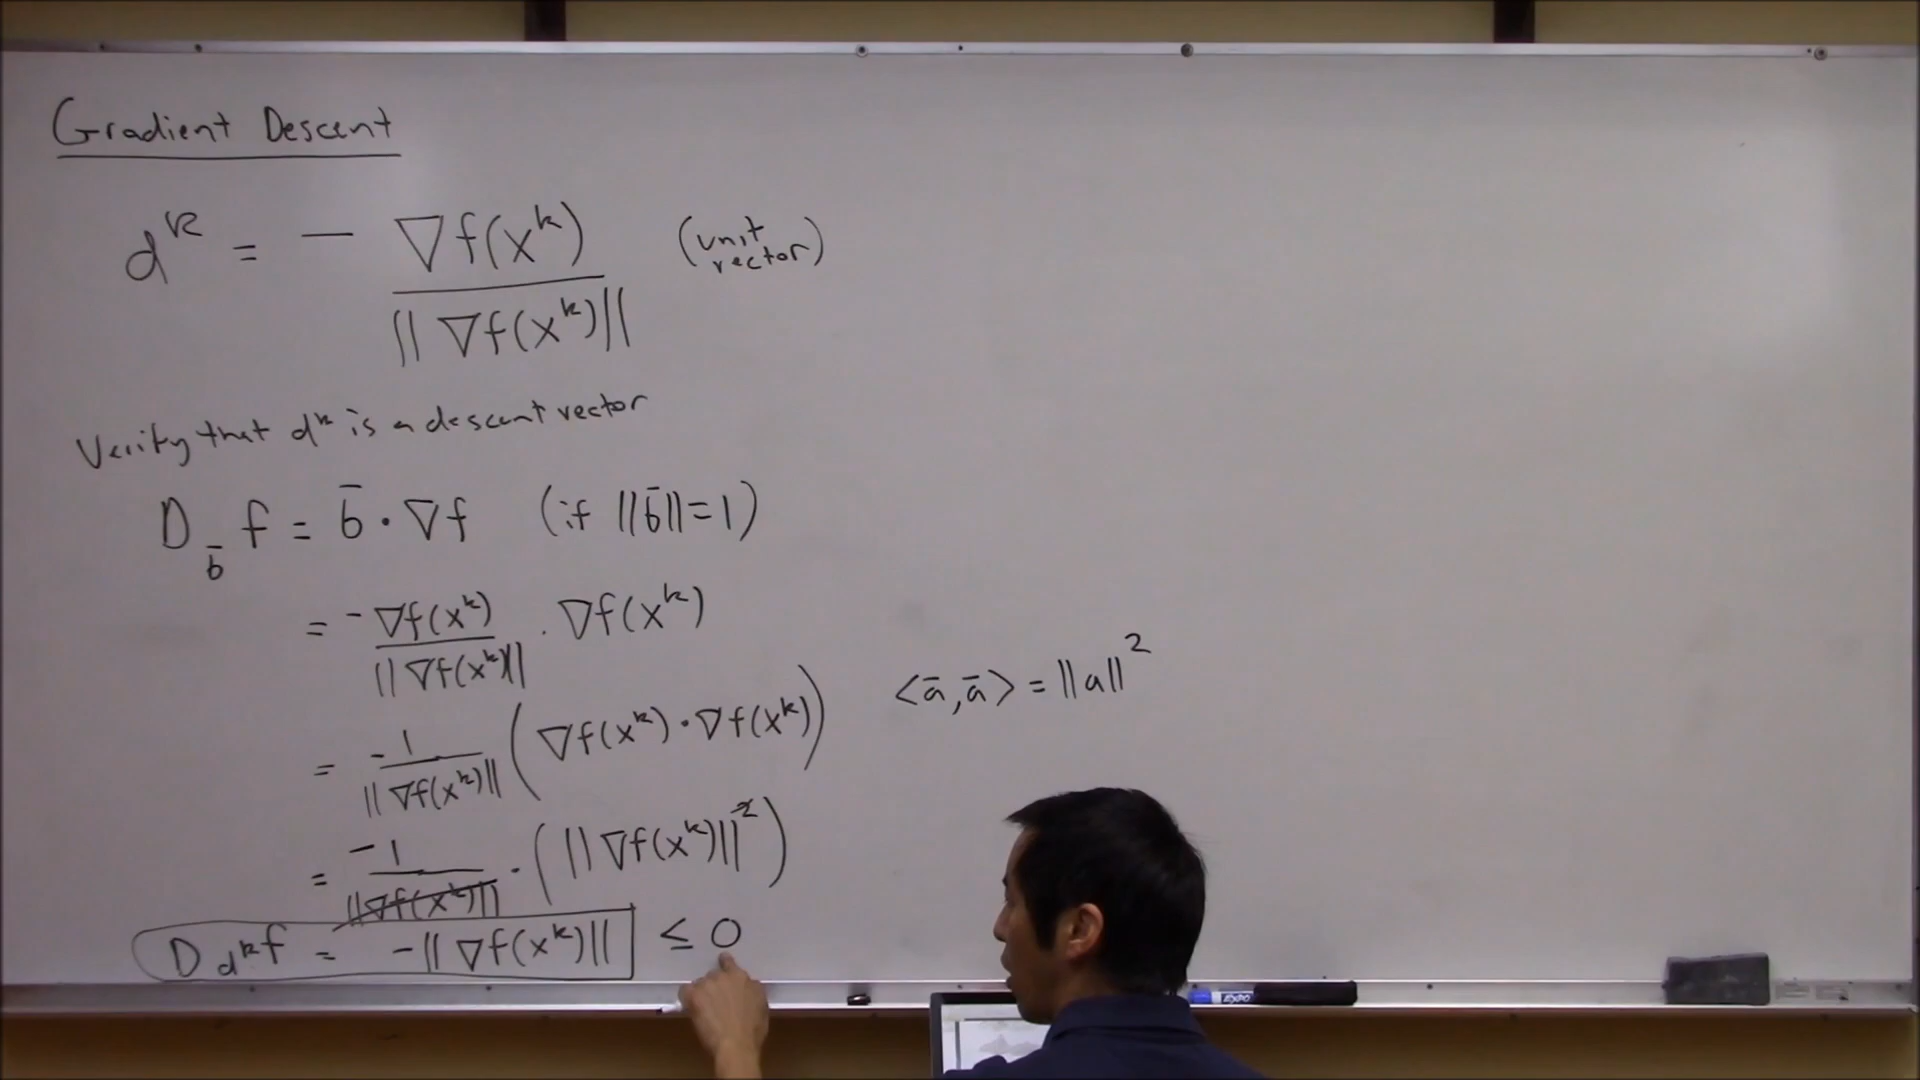 Gradient Descent
d^k = - ∇f(x^k) / ||∇f(x^k)|| (unit vector)
Verify that d^k is a descent vector
D_b̄ f = b̄ · ∇f (if ||b̄||=1)
= -∇f(x^k) / ||∇f(x^k)|| · ∇f(x^k)
= -1 / ||∇f(x^k)|| (∇f(x^k) · ∇f(x^k))
<ā, ā> = ||a||^2
= -1 / ||∇f(x^k)|| · (||∇f(x^k)||^2)
D_d^k f = -||∇f(x^k)|| ≤ 0
EXPO